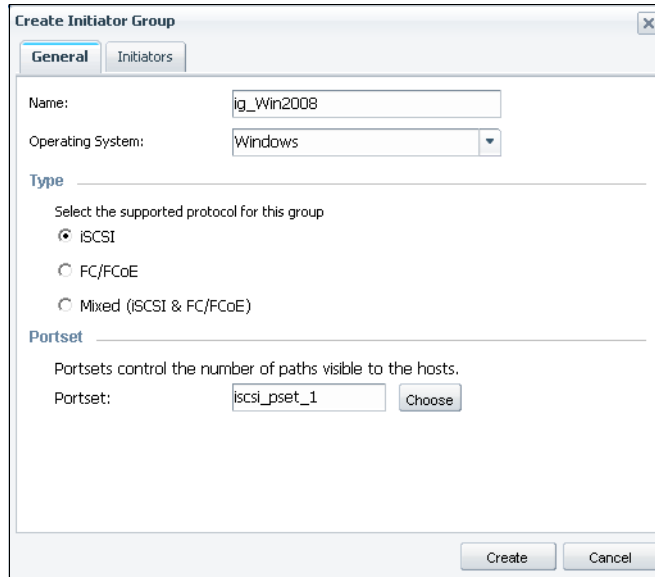 Create Initiator Group
General Initiators
Name: ig_Win2008
Operating System: Windows
Type
Select the supported protocol for this group
iSCSI
FC/FCoE
Mixed (iSCSI & FC/FCoE)
Portset
Portsets control the number of paths visible to the hosts.
Portset: iscsi_pset_1 Choose
Create Cancel